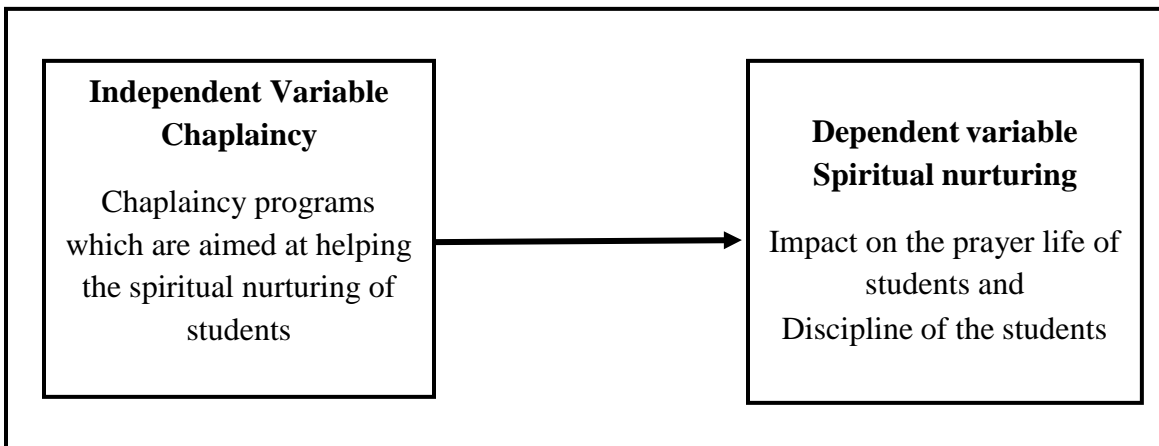 Independent Variable
Chaplaincy
Chaplaincy programs
which are aimed at helping
the spiritual nurturing of
students
Dependent variable
Spiritual nurturing
Impact on the prayer life of
students and
Discipline of the students